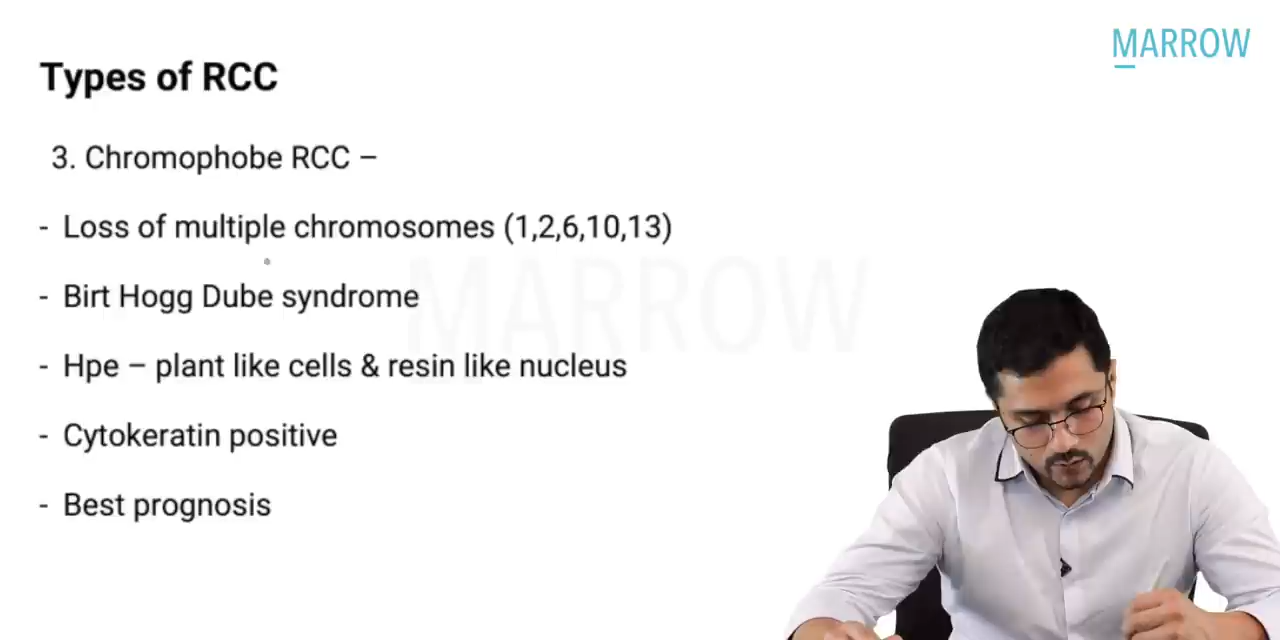 MARROW
Types of RCC
3. Chromophobe RCC –
- Loss of multiple chromosomes (1,2,6,10,13)
- Birt Hogg Dube syndrome
- Hpe – plant like cells & resin like nucleus
- Cytokeratin positive
- Best prognosis
MARROW